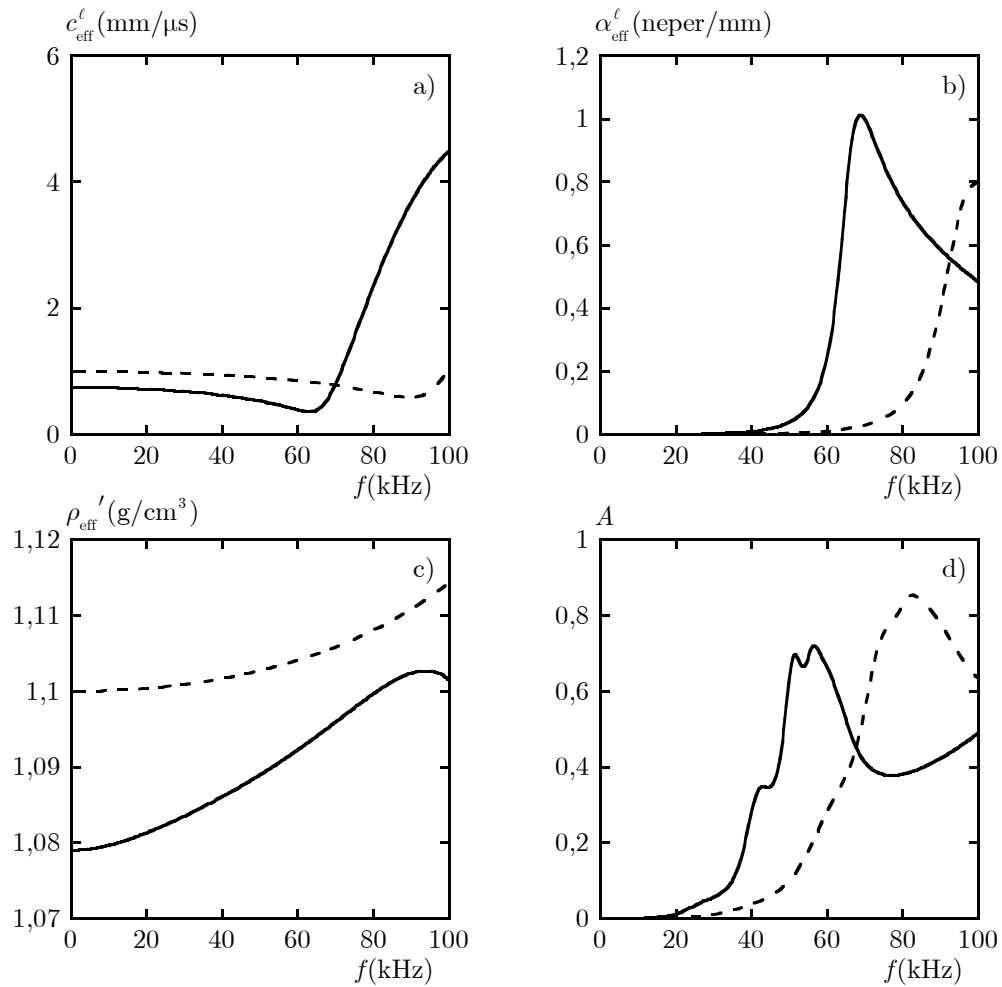 c^ℓ_eff (mm/μs)
6
4
2
0
a)
0 20 40 60 80 100
f(kHz)
α^ℓ_eff (neper/mm)
1,2
1
0,8
0,6
0,4
0,2
0
b)
0 20 40 60 80 100
f(kHz)
ρ_eff′ (g/cm³)
1,12
1,11
1,1
1,09
1,08
1,07
c)
0 20 40 60 80 100
f(kHz)
A
1
0,8
0,6
0,4
0,2
0
d)
0 20 40 60 80 100
f(kHz)